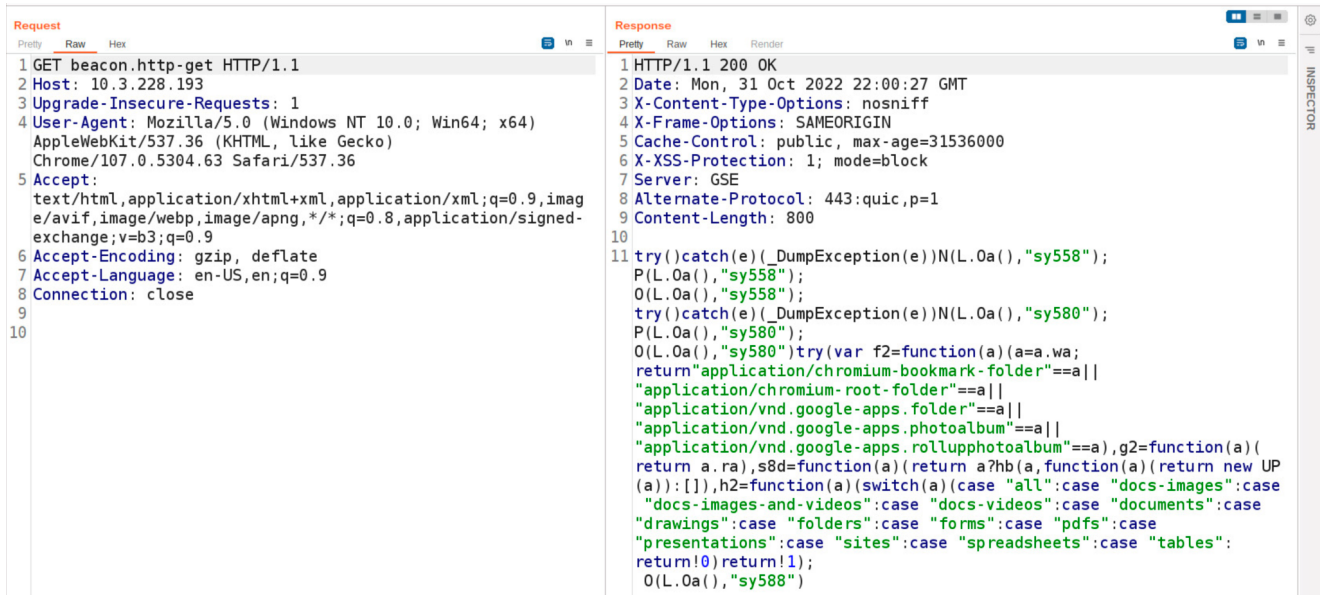 Request
Pretty Raw Hex
\n
1 GET beacon.http-get HTTP/1.1
2 Host: 10.3.228.193
3 Upgrade-Insecure-Requests: 1
4 User-Agent: Mozilla/5.0 (Windows NT 10.0; Win64; x64)
AppleWebKit/537.36 (KHTML, like Gecko)
Chrome/107.0.5304.63 Safari/537.36
5 Accept:
text/html,application/xhtml+xml,application/xml;q=0.9,imag
e/avif,image/webp,image/apng,*/*;q=0.8,application/signed-
exchange;v=b3;q=0.9
6 Accept-Encoding: gzip, deflate
7 Accept-Language: en-US,en;q=0.9
8 Connection: close
9
10
Response
Pretty Raw Hex Render
\n
1 HTTP/1.1 200 OK
2 Date: Mon, 31 Oct 2022 22:00:27 GMT
3 X-Content-Type-Options: nosniff
4 X-Frame-Options: SAMEORIGIN
5 Cache-Control: public, max-age=31536000
6 X-XSS-Protection: 1; mode=block
7 Server: GSE
8 Alternate-Protocol: 443:quic,p=1
9 Content-Length: 800
10
11 try()catch(e)(_DumpException(e))N(L.Oa(),"sy558");
P(L.Oa(),"sy558");
O(L.Oa(),"sy558");
try()catch(e)(_DumpException(e))N(L.Oa(),"sy580");
P(L.Oa(),"sy580");
O(L.Oa(),"sy580")try(var f2=function(a)(a=a.wa;
return"application/chromium-bookmark-folder"==a||
"application/chromium-root-folder"==a||
"application/vnd.google-apps.folder"==a||
"application/vnd.google-apps.photoalbum"==a||
"application/vnd.google-apps.rollupphotoalbum"==a),g2=function(a)(
return a.ra),s8d=function(a)(return a?hb(a,function(a)(return new UP
(a)):[]),h2=function(a)(switch(a)(case "all":case "docs-images":case
"docs-images-and-videos":case "docs-videos":case "documents":case
"drawings":case "folders":case "forms":case "pdfs":case
"presentations":case "sites":case "spreadsheets":case "tables":
return!0)return!1);
O(L.Oa(),"sy588")
INSPECTOR